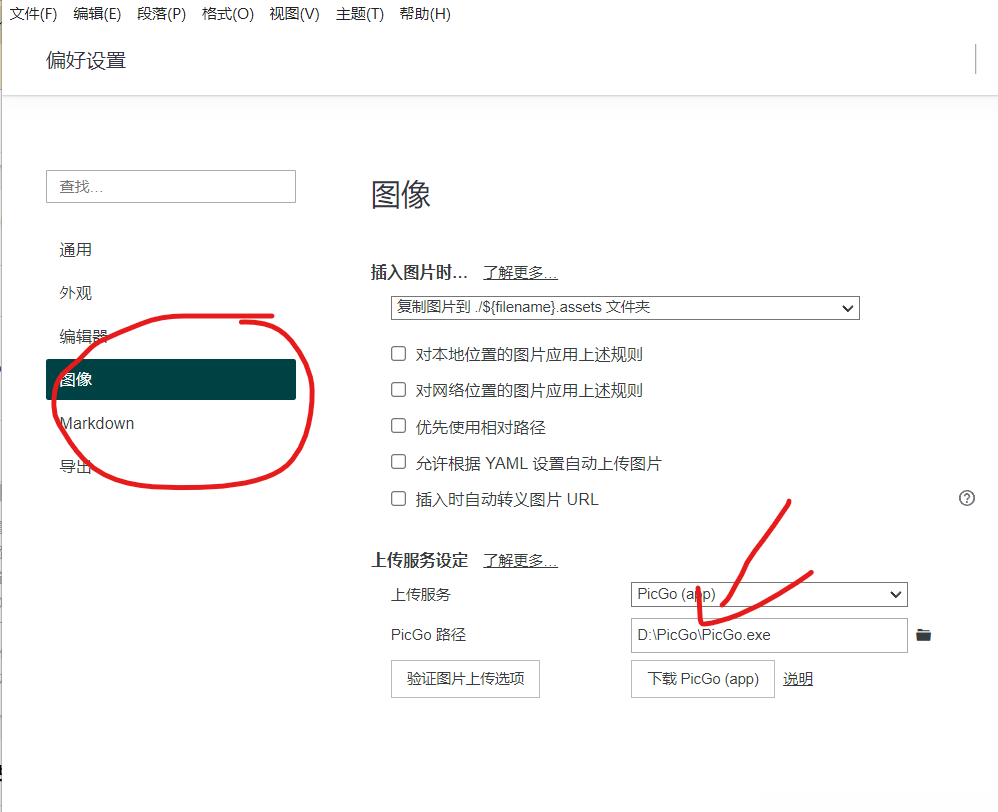 文件(F) 编辑(E) 段落(P) 格式(O) 视图(V) 主题(T) 帮助(H)
偏好设置
查找...
通用
外观
编辑器
图像
Markdown
导出
图像
插入图片时... 了解更多...
复制图片到 ./${filename}.assets 文件夹
对本地位置的图片应用上述规则
对网络位置的图片应用上述规则
优先使用相对路径
允许根据 YAML 设置自动上传图片
插入时自动转义图片 URL
上传服务设定 了解更多...
上传服务 PicGo (app)
PicGo 路径 D:\PicGo\PicGo.exe
验证图片上传选项 下载 PicGo (app) 说明